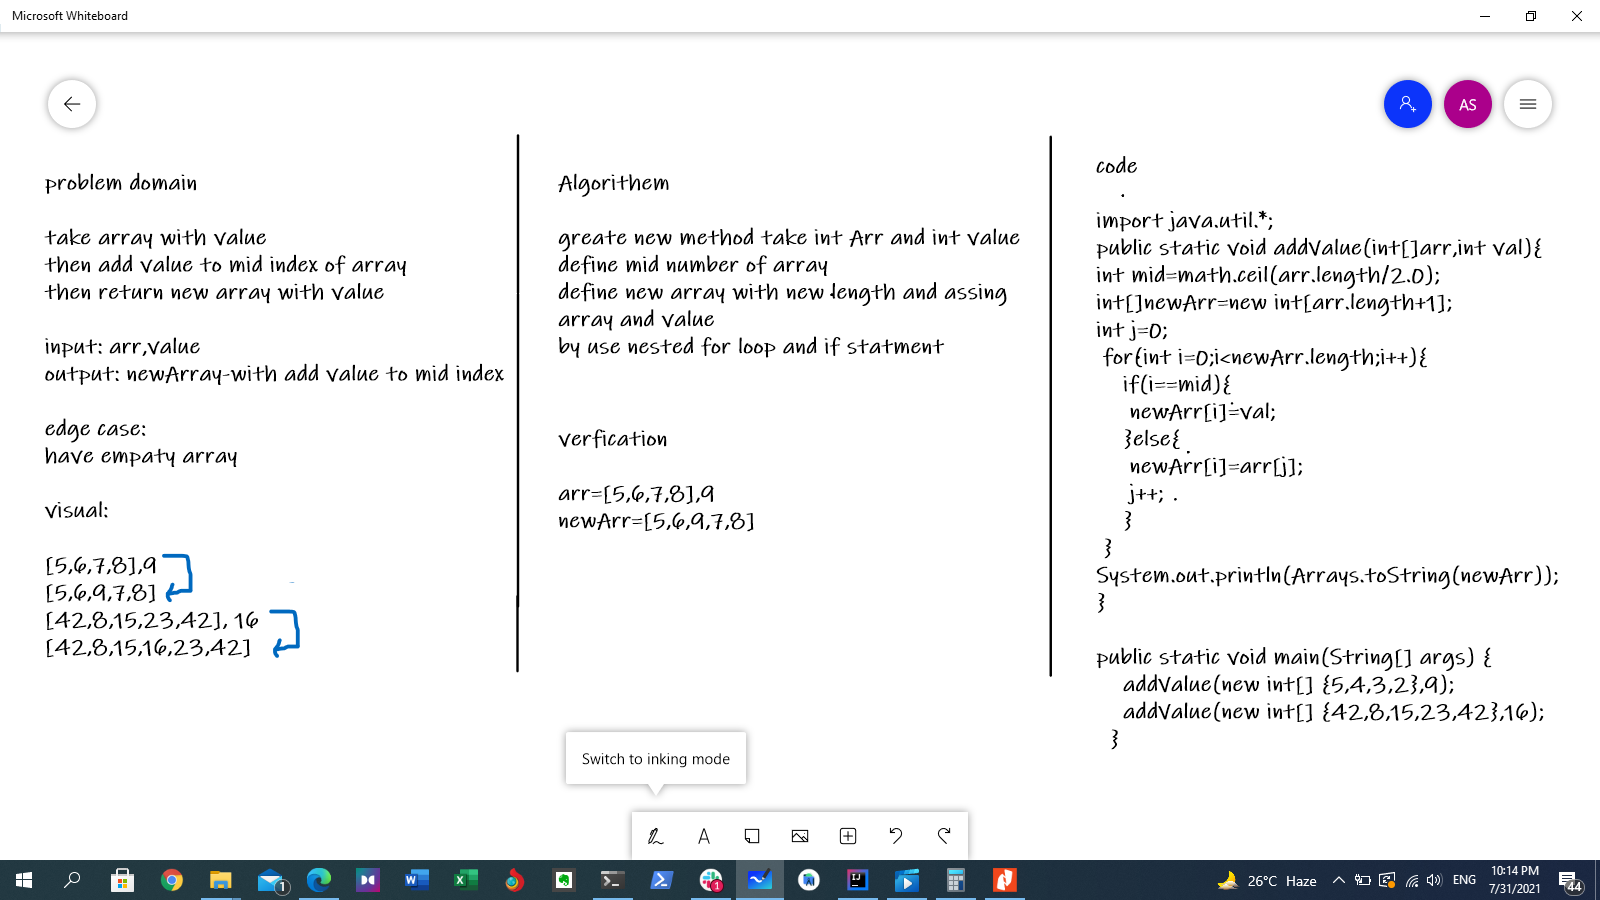 Microsoft Whiteboard
AS
problem domain
take array with value
then add value to mid index of array
then return new array with value
input: arr,value
output: newArray-with add value to mid index
edge case:
have empaty array
visual:
[5,6,7,8],9
[5,6,9,7,8]
[42,8,15,23,42], 16
[42,8,15,16,23,42]
Algorithem
greate new method take int Arr and int value
define mid number of array
define new array with new length and assing
array and value
by use nested for loop and if statment
verfication
arr=[5,6,7,8],9
newArr=[5,6,9,7,8]
code
import java.util.*;
public static void addValue(int[]arr,int val){
int mid=math.ceil(arr.length/2.0);
int[]newArr=new int[arr.length+1];
int j=0;
for(int i=0;i<newArr.length;i++){
if(i==mid){
newArr[i]=val;
}else{
newArr[i]=arr[j];
j++;
}
}
System.out.println(Arrays.toString(newArr));
}
public static void main(String[] args) {
addValue(new int[] {5,4,3,2},9);
addValue(new int[] {42,8,15,23,42},16);
}
Switch to inking mode
26°C Haze
ENG
10:14 PM
7/31/2021
44